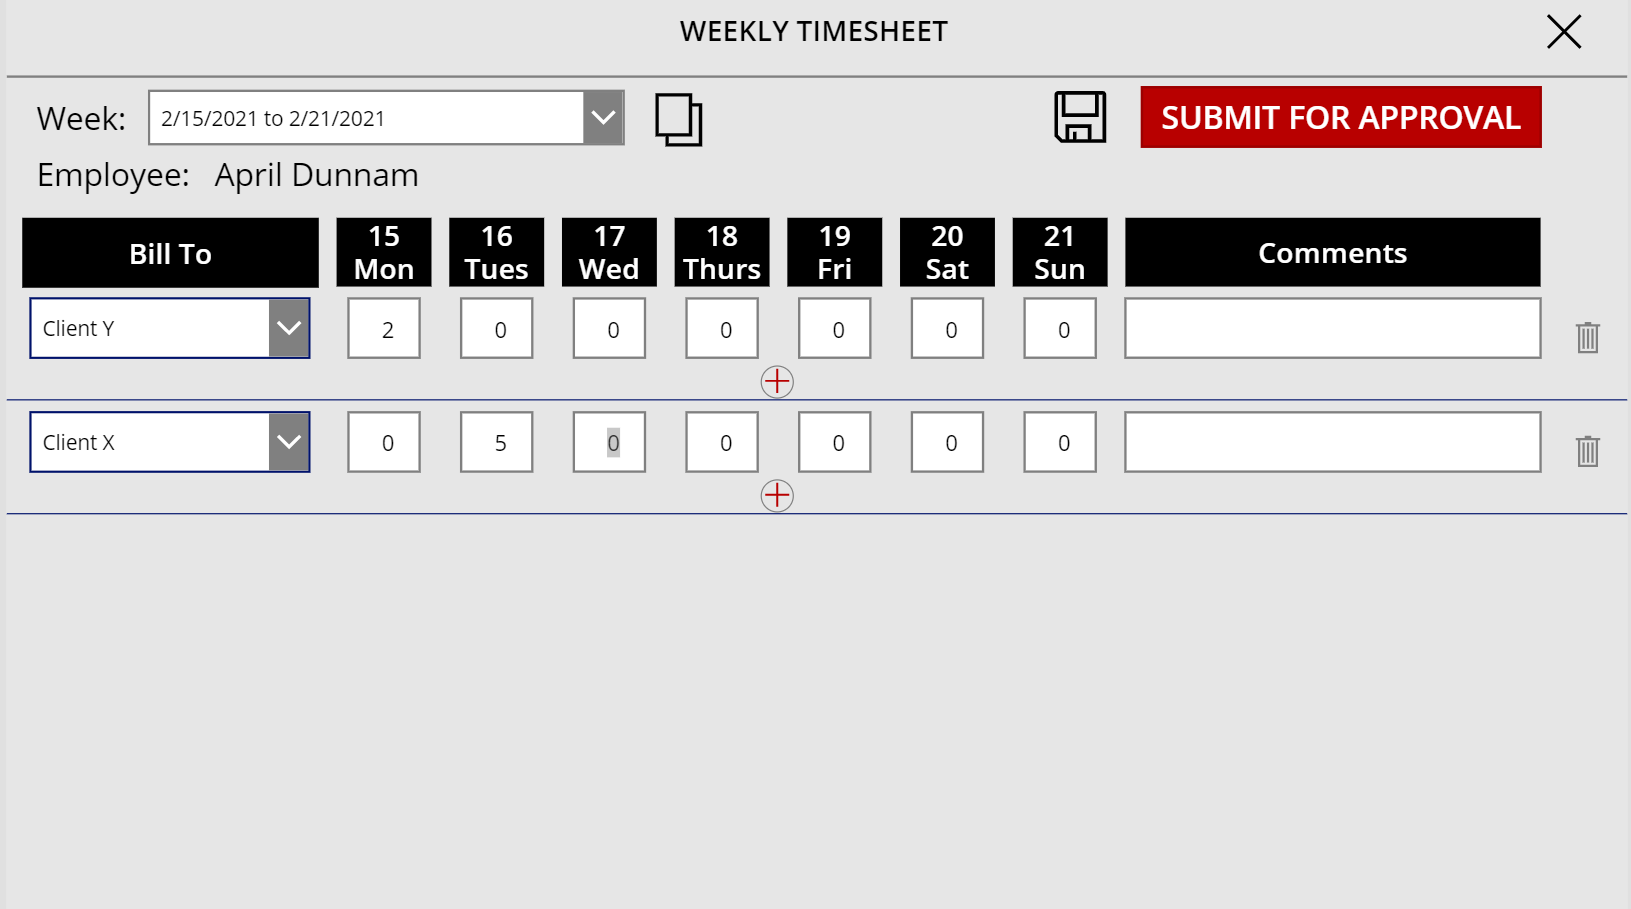 WEEKLY TIMESHEET
Week: 2/15/2021 to 2/21/2021 SUBMIT FOR APPROVAL
Employee: April Dunnam
Bill To 15 Mon 16 Tues 17 Wed 18 Thurs 19 Fri 20 Sat 21 Sun Comments
Client Y 2 0 0 0 0 0 0
Client X 0 5 0 0 0 0 0